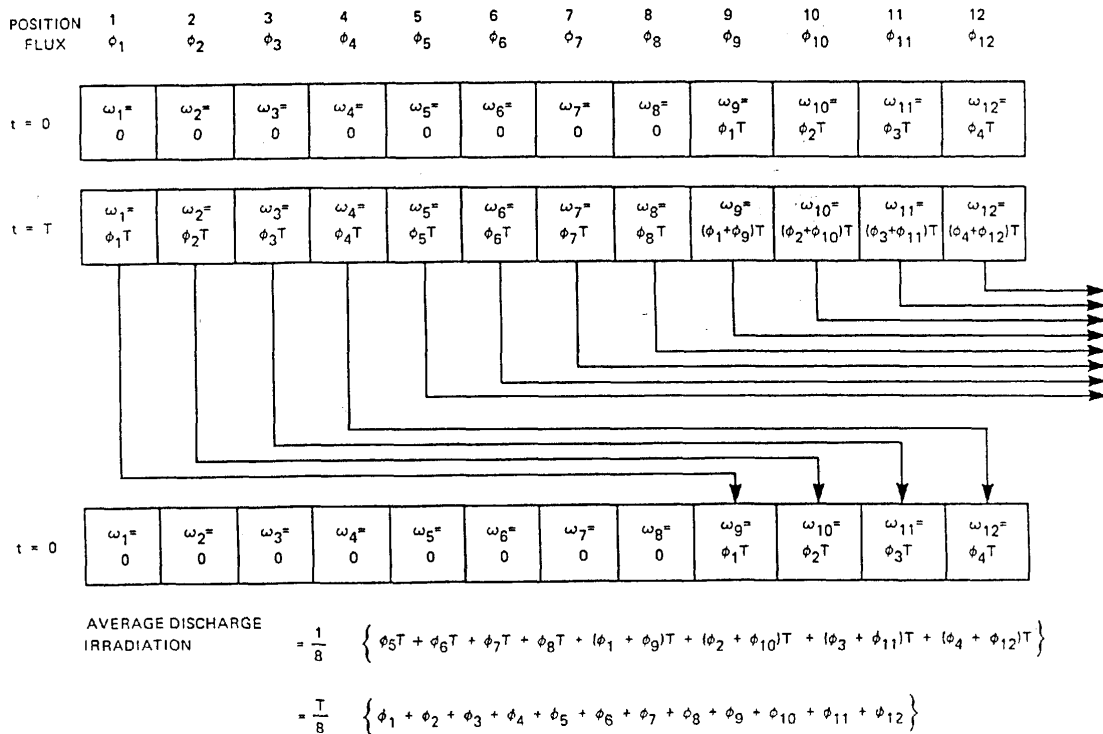 POSITION 1 2 3 4 5 6 7 8 9 10 11 12
FLUX ϕ₁ ϕ₂ ϕ₃ ϕ₄ ϕ₅ ϕ₆ ϕ₇ ϕ₈ ϕ₉ ϕ₁₀ ϕ₁₁ ϕ₁₂
ω₁= ω₂= ω₃= ω₄= ω₅= ω₆= ω₇= ω₈= ω₉= ω₁₀= ω₁₁= ω₁₂=
t = 0 0 0 0 0 0 0 0 0 ϕ₁T ϕ₂T ϕ₃T ϕ₄T
ω₁= ω₂= ω₃= ω₄= ω₅= ω₆= ω₇= ω₈= ω₉= ω₁₀= ω₁₁= ω₁₂=
t = T ϕ₁T ϕ₂T ϕ₃T ϕ₄T ϕ₅T ϕ₆T ϕ₇T ϕ₈T (ϕ₁+ϕ₉)T (ϕ₂+ϕ₁₀)T (ϕ₃+ϕ₁₁)T (ϕ₄+ϕ₁₂)T
ω₁= ω₂= ω₃= ω₄= ω₅= ω₆= ω₇= ω₈= ω₉= ω₁₀= ω₁₁= ω₁₂=
t = 0 0 0 0 0 0 0 0 0 ϕ₁T ϕ₂T ϕ₃T ϕ₄T
AVERAGE DISCHARGE
IRRADIATION = 1/8 { ϕ₅T + ϕ₆T + ϕ₇T + ϕ₈T + (ϕ₁ + ϕ₉)T + (ϕ₂ + ϕ₁₀)T + (ϕ₃ + ϕ₁₁)T + (ϕ₄ + ϕ₁₂)T }
= T/8 { ϕ₁ + ϕ₂ + ϕ₃ + ϕ₄ + ϕ₅ + ϕ₆ + ϕ₇ + ϕ₈ + ϕ₉ + ϕ₁₀ + ϕ₁₁ + ϕ₁₂ }